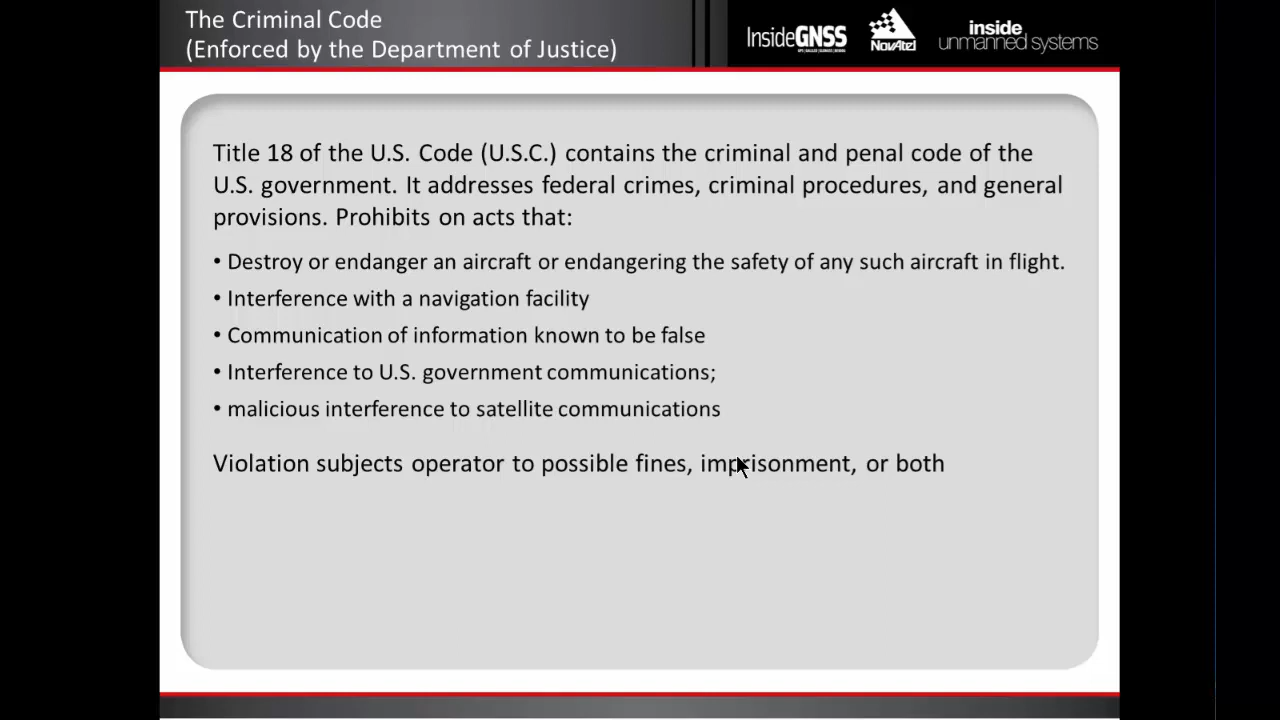 The Criminal Code
(Enforced by the Department of Justice)
InsideGNSS
NovAtel
inside
unmanned systems
Title 18 of the U.S. Code (U.S.C.) contains the criminal and penal code of the
U.S. government. It addresses federal crimes, criminal procedures, and general
provisions. Prohibits on acts that:
• Destroy or endanger an aircraft or endangering the safety of any such aircraft in flight.
• Interference with a navigation facility
• Communication of information known to be false
• Interference to U.S. government communications;
• malicious interference to satellite communications
Violation subjects operator to possible fines, imprisonment, or both